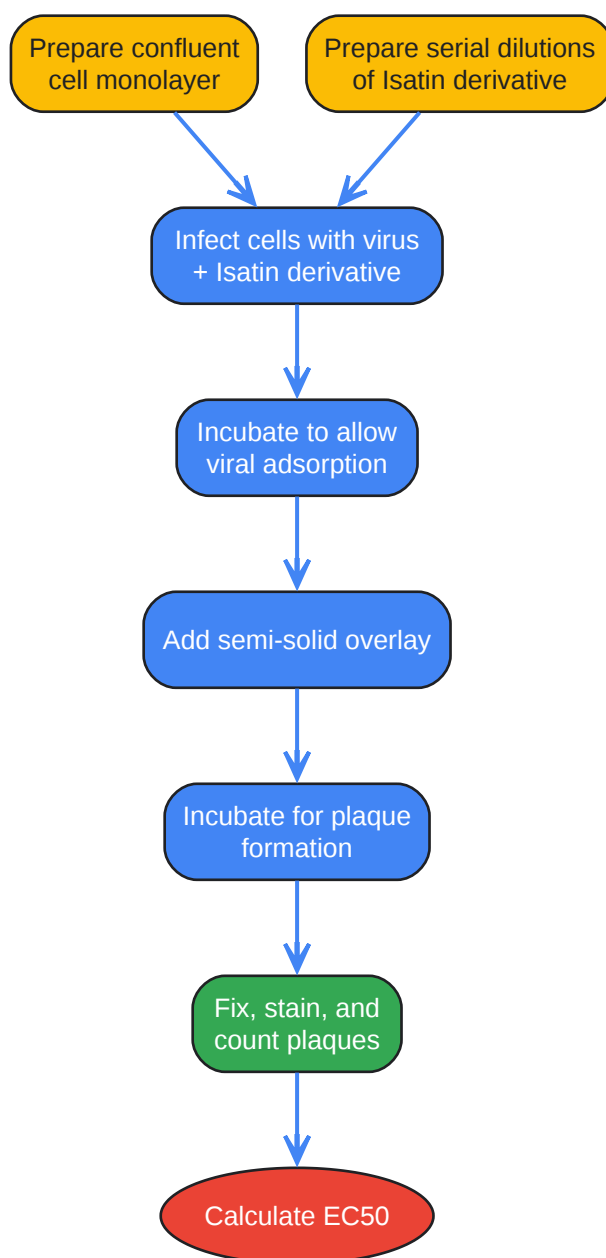 Prepare confluent
cell monolayer
Prepare serial dilutions
of Isatin derivative
Infect cells with virus
+ Isatin derivative
Incubate to allow
viral adsorption
Add semi-solid overlay
Incubate for plaque
formation
Fix, stain, and
count plaques
Calculate EC50